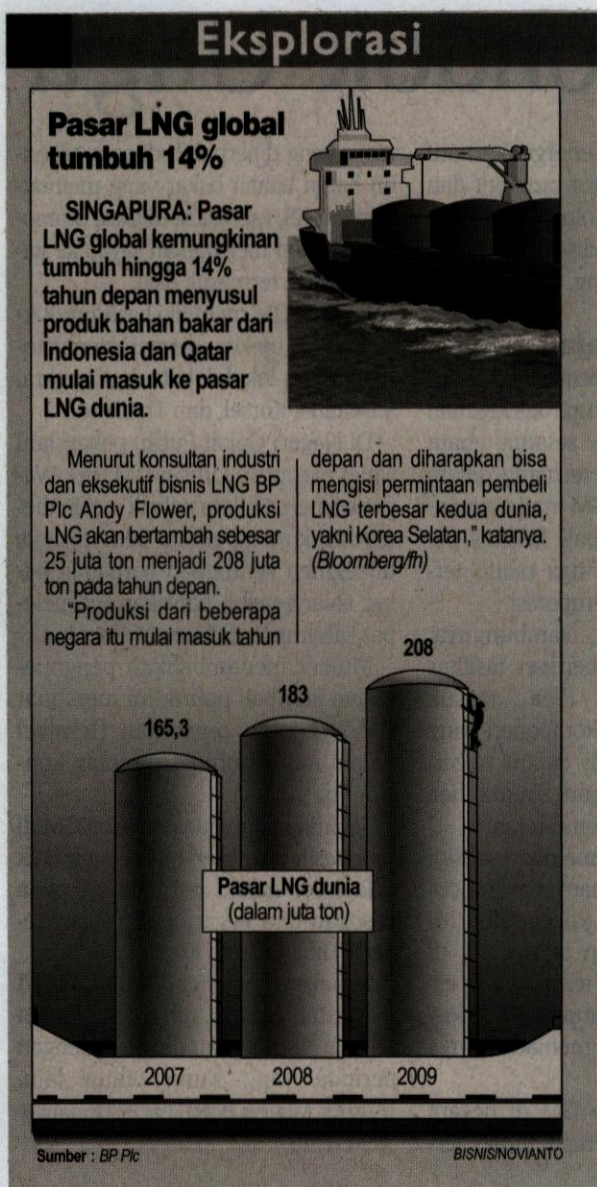 Eksplorasi
Pasar LNG global
tumbuh 14%
SINGAPURA: Pasar
LNG global kemungkinan
tumbuh hingga 14%
tahun depan menyusul
produk bahan bakar dari
Indonesia dan Qatar
mulai masuk ke pasar
LNG dunia.
Menurut konsultan industri
dan eksekutif bisnis LNG BP
Plc Andy Flower, produksi
LNG akan bertambah sebesar
25 juta ton menjadi 208 juta
ton pada tahun depan.
“Produksi dari beberapa
negara itu mulai masuk tahun
depan dan diharapkan bisa
mengisi permintaan pembeli
LNG terbesar kedua dunia,
yakni Korea Selatan,” katanya.
(Bloomberg/fh)
165,3
183
208
Pasar LNG dunia
(dalam juta ton)
2007
2008
2009
Sumber : BP Plc
BISNIS/NOVIANTO